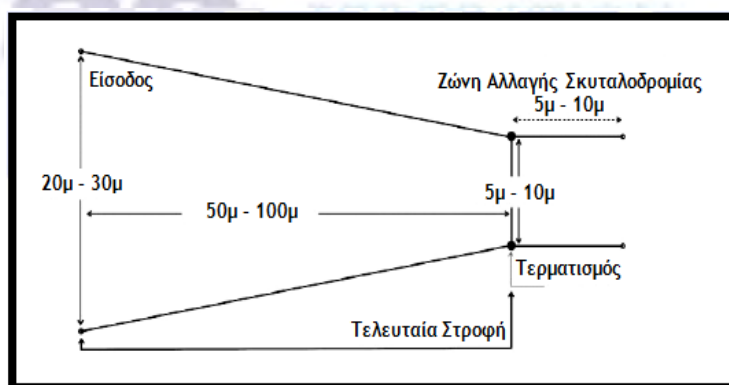 Είσοδος
Ζώνη Αλλαγής Σκυταλοδρομίας
5μ - 10μ
20μ - 30μ
50μ - 100μ
5μ - 10μ
Τερματισμός
Τελευταία Στροφή